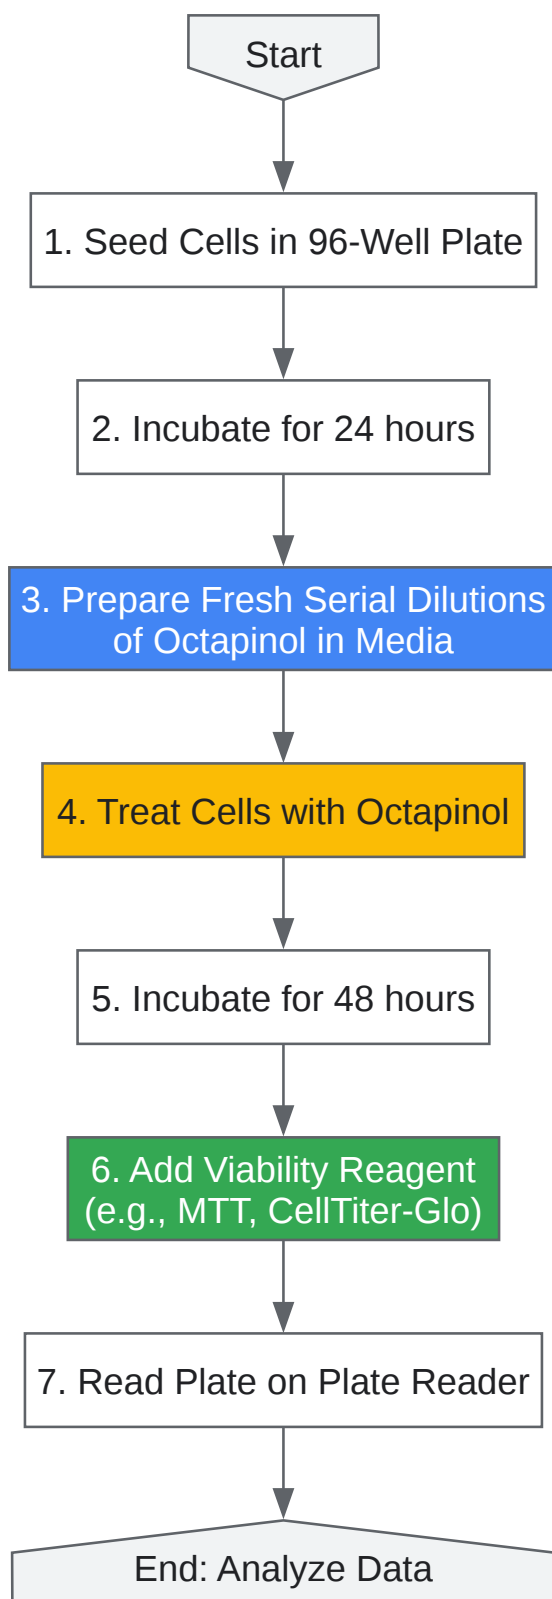 Start
1. Seed Cells in 96-Well Plate
2. Incubate for 24 hours
3. Prepare Fresh Serial Dilutions
of Octapinol in Media
4. Treat Cells with Octapinol
5. Incubate for 48 hours
6. Add Viability Reagent
(e.g., MTT, CellTiter-Glo)
7. Read Plate on Plate Reader
End: Analyze Data